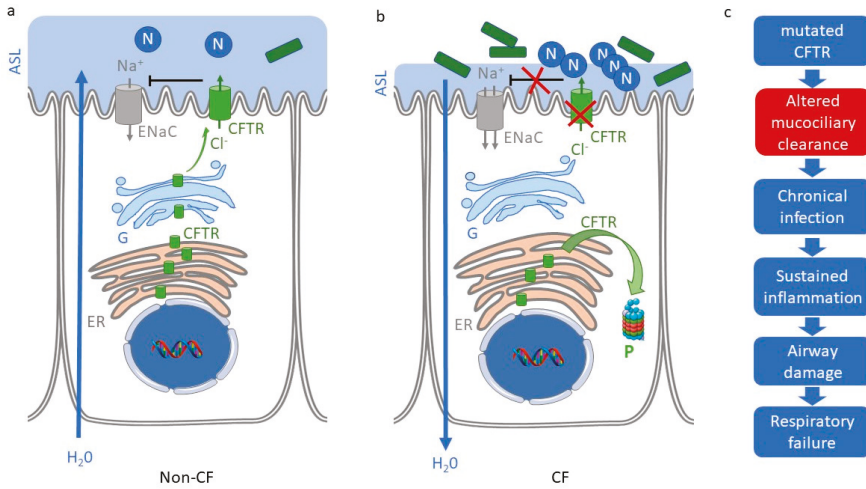 a
ASL
N
N
Na⁺
ENaC
CFTR
Cl⁻
G
CFTR
ER
H₂0
Non-CF
b
ASL
N
N
N
N
N
N
Na⁺
ENaC
CFTR
Cl⁻
G
CFTR
ER
P
H₂0
CF
c
mutated
CFTR
Altered
mucociliary
clearance
Chronical
infection
Sustained
inflammation
Airway
damage
Respiratory
failure